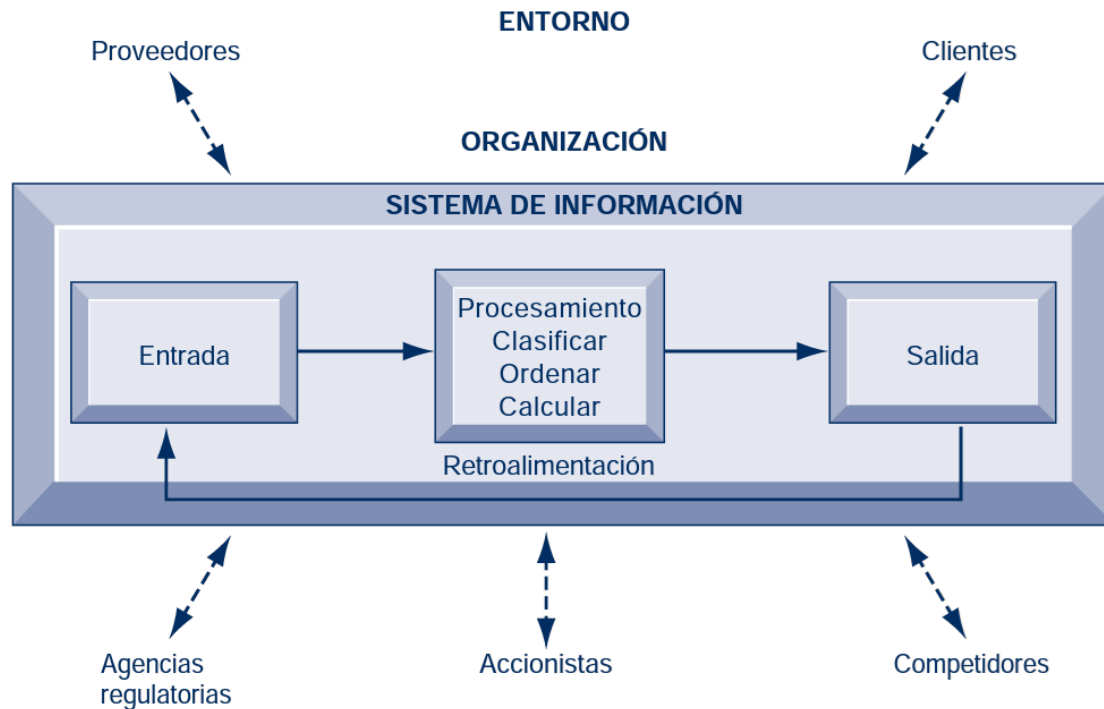 ENTORNO
Proveedores
Clientes
ORGANIZACIÓN
SISTEMA DE INFORMACIÓN
Entrada
Procesamiento
Clasificar
Ordenar
Calcular
Salida
Retroalimentación
Agencias
regulatorias
Accionistas
Competidores